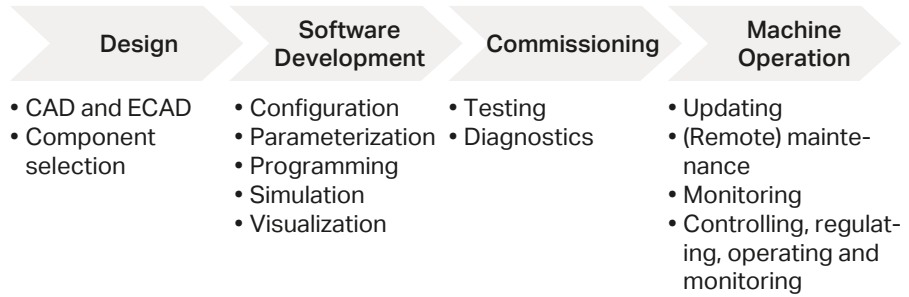 Design
Software
Development
Commissioning
Machine
Operation
• CAD and ECAD
• Component
selection
• Configuration
• Parameterization
• Programming
• Simulation
• Visualization
• Testing
• Diagnostics
• Updating
• (Remote) mainte-
nance
• Monitoring
• Controlling, regulat-
ing, operating and
monitoring